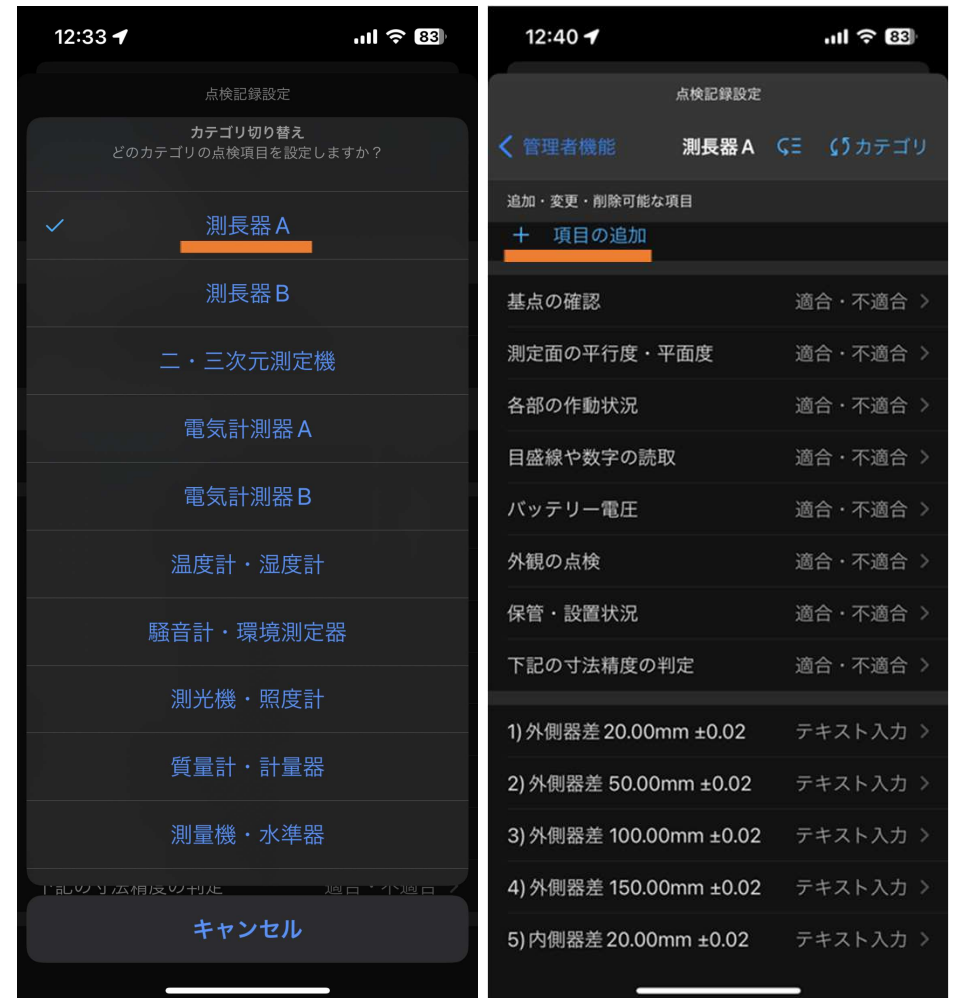 12:33
83
点検記録設定
カテゴリ切り替え
どのカテゴリの点検項目を設定しますか？
測長器A
測長器B
二・三次元測定機
電気計測器A
電気計測器B
温度計・湿度計
騒音計・環境測定器
測光機・照度計
質量計・計量器
測量機・水準器
下記の寸法精度の判定 適合・不適合
キャンセル
12:40
83
点検記録設定
管理者機能 測長器A カテゴリ
追加・変更・削除可能な項目
＋ 項目の追加
基点の確認 適合・不適合
測定面の平行度・平面度 適合・不適合
各部の作動状況 適合・不適合
目盛線や数字の読取 適合・不適合
バッテリー電圧 適合・不適合
外観の点検 適合・不適合
保管・設置状況 適合・不適合
下記の寸法精度の判定 適合・不適合
1) 外側器差 20.00mm ±0.02 テキスト入力
2) 外側器差 50.00mm ±0.02 テキスト入力
3) 外側器差 100.00mm ±0.02 テキスト入力
4) 外側器差 150.00mm ±0.02 テキスト入力
5) 内側器差 20.00mm ±0.02 テキスト入力